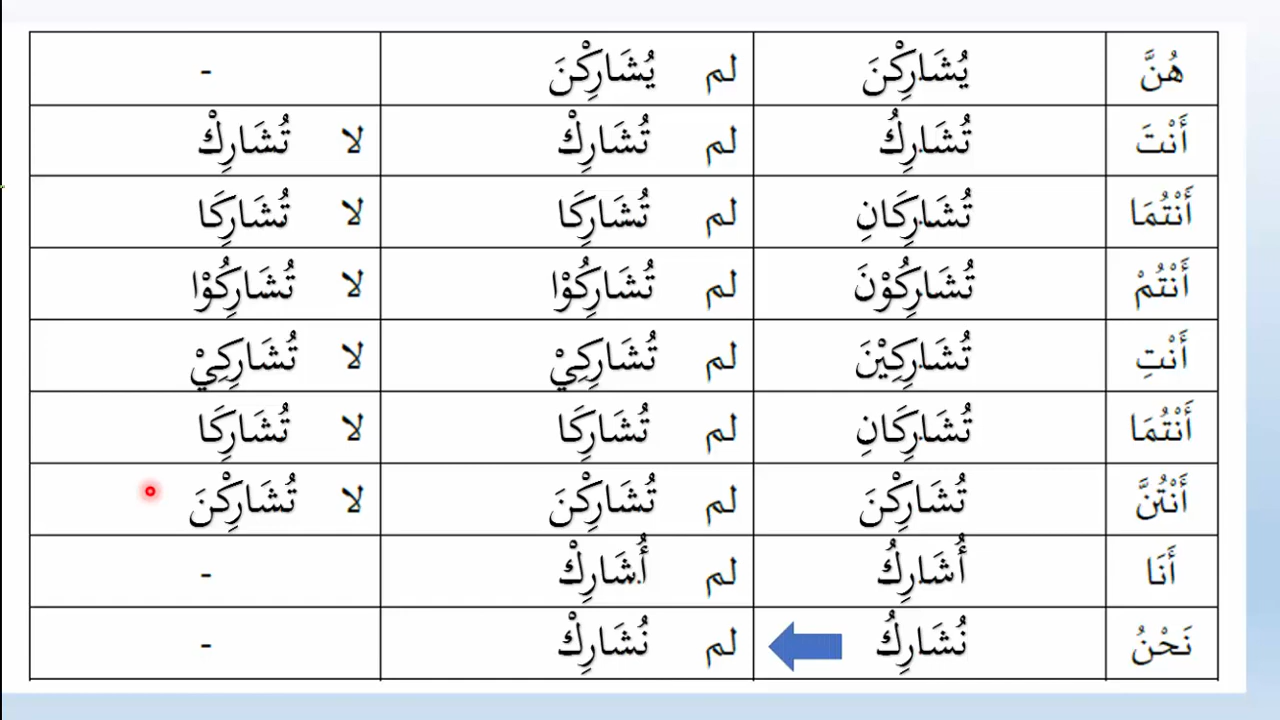 هُنَّ يُشَارِكْنَ لم يُشَارِكْنَ -
أَنْتَ تُشَارِكُ لم تُشَارِكْ لا تُشَارِكْ
أَنْتُمَا تُشَارِكَانِ لم تُشَارِكَا لا تُشَارِكَا
أَنْتُمْ تُشَارِكُوْنَ لم تُشَارِكُوْا لا تُشَارِكُوْا
أَنْتِ تُشَارِكِيْنَ لم تُشَارِكِيْ لا تُشَارِكِيْ
أَنْتُمَا تُشَارِكَانِ لم تُشَارِكَا لا تُشَارِكَا
أَنْتُنَّ تُشَارِكْنَ لم تُشَارِكْنَ لا تُشَارِكْنَ
أَنَا أُشَارِكُ لم أُشَارِكْ -
نَحْنُ نُشَارِكُ لم نُشَارِكْ -